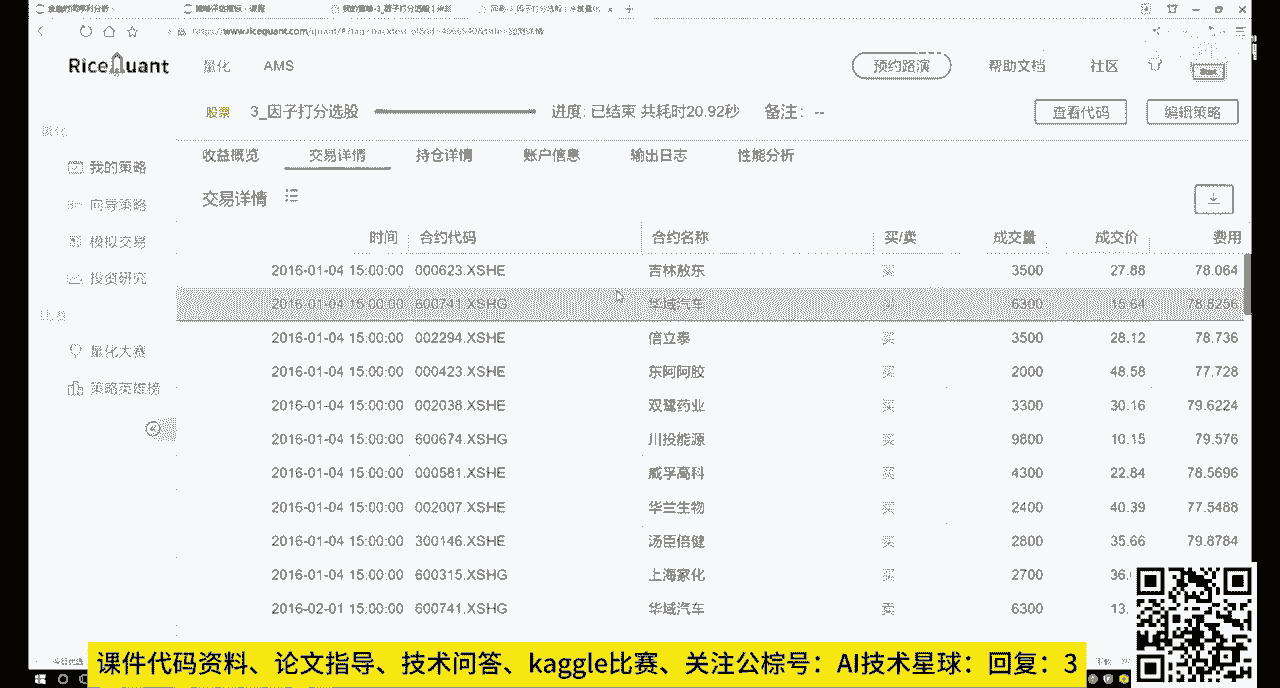 RiceQuant 量化 AMS 预约路演 帮助文档 社区
股票 3_因子打分选股 进度: 已结束 共耗时20.92秒 备注: --
查看代码 编辑策略
量化
我的策略
向导策略
模拟交易
投资研究
比赛
量化大赛
策略英雄榜
收益概览 交易详情 持仓详情 账户信息 输出日志 性能分析
交易详情
时间 合约代码 合约名称 买/卖 成交量 成交价 费用
2016-01-04 15:00:00 000623.XSHE 吉林敖东 买 3500 27.88 78.064
2016-01-04 15:00:00 600741.XSHG 华域汽车 买 6300 15.64 78.8256
2016-01-04 15:00:00 002294.XSHE 信立泰 买 3500 28.12 78.736
2016-01-04 15:00:00 000423.XSHE 东阿阿胶 买 2000 48.58 77.728
2016-01-04 15:00:00 002038.XSHE 双鹭药业 买 3300 30.16 79.6224
2016-01-04 15:00:00 600674.XSHG 川投能源 买 9800 10.15 79.576
2016-01-04 15:00:00 000581.XSHE 威孚高科 买 4300 22.84 78.5696
2016-01-04 15:00:00 002007.XSHE 华兰生物 买 2400 40.39 77.5488
2016-01-04 15:00:00 300146.XSHE 汤臣倍健 买 2800 35.66 79.8784
2016-01-04 15:00:00 600315.XSHG 上海家化 买 2700 36.
2016-02-01 15:00:00 600741.XSHG 华域汽车 卖 6300 13.
课件代码资料、论文指导、技术问答、kaggle比赛、关注公棕号：AI技术星球：回复：3